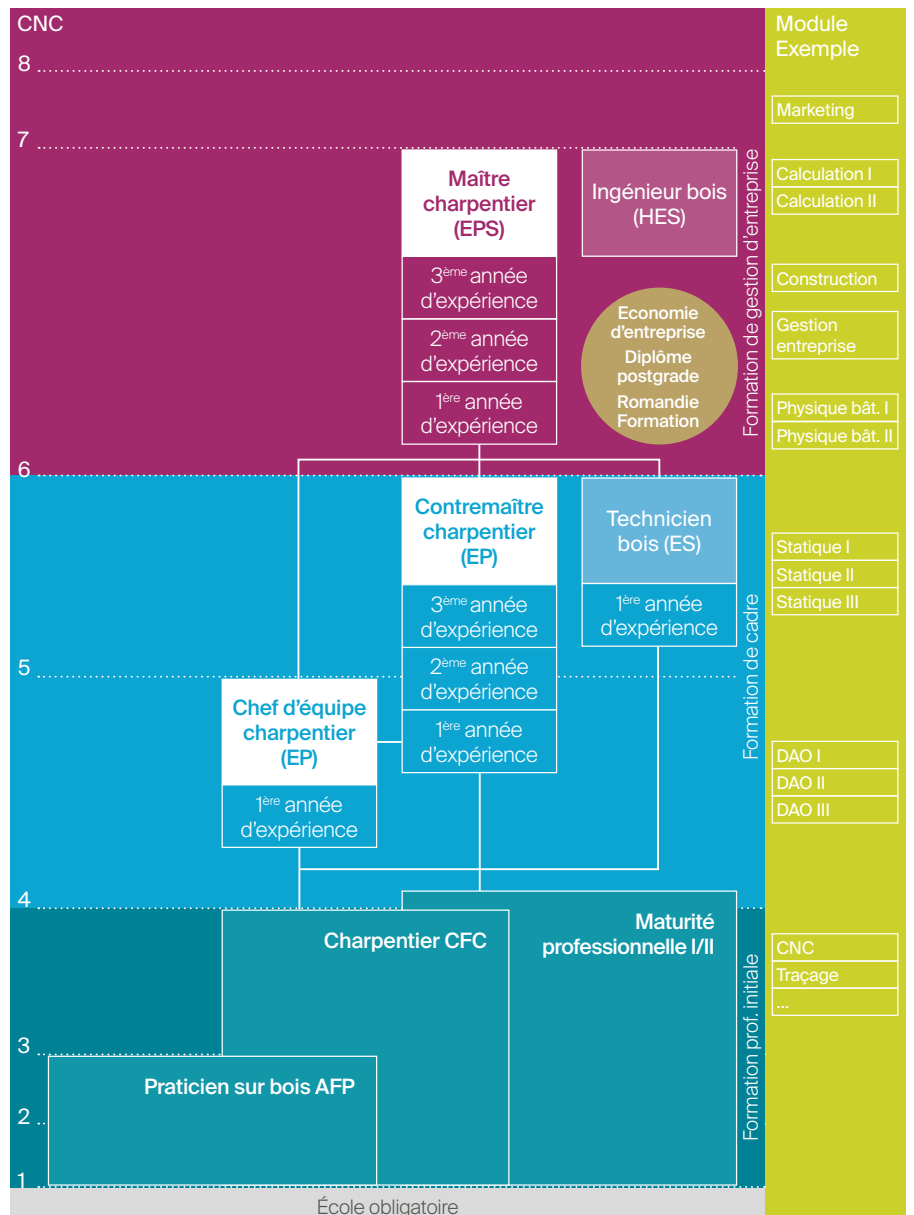 CNC
8
7
Maître
charpentier
(EPS)
3ème année
d'expérience
2ème année
d'expérience
1ère année
d'expérience
Ingénieur bois
(HES)
Economie
d'entreprise
Diplôme
postgrade
Romandie
Formation
Formation de gestion d'entreprise
6
Contremaître
charpentier
(EP)
3ème année
d'expérience
2ème année
d'expérience
1ère année
d'expérience
Technicien
bois (ES)
1ère année
d'expérience
5
Chef d'équipe
charpentier
(EP)
1ère année
d'expérience
Formation de cadre
4
Charpentier CFC
Maturité
professionnelle I/II
3
Praticien sur bois AFP
2
1
Formation prof. initiale
École obligatoire
Module
Exemple
Marketing
Calculation I
Calculation II
Construction
Gestion
entreprise
Physique bât. I
Physique bât. II
Statique I
Statique II
Statique III
DAO I
DAO II
DAO III
CNC
Traçage
...